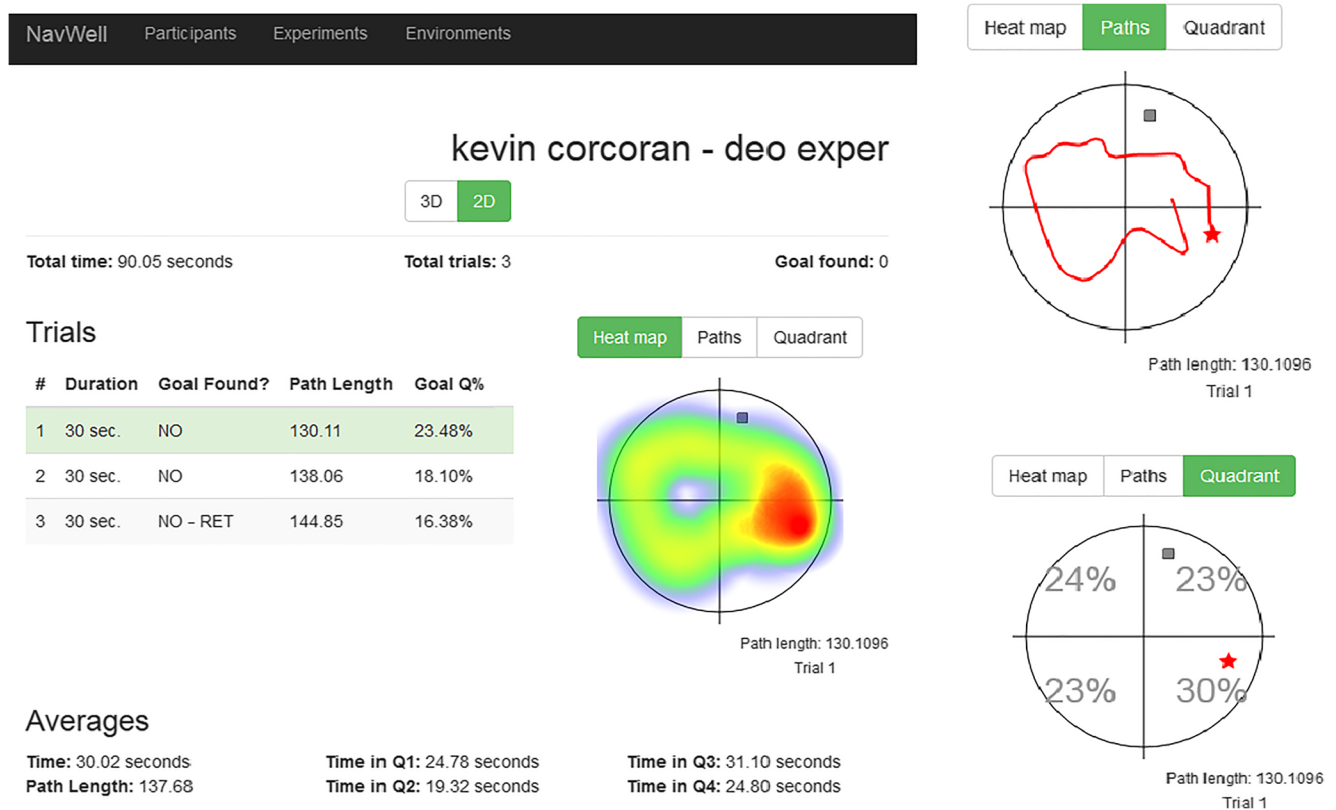 NavWell Participants Experiments Environments
kevin corcoran - deo exper
3D 2D
Total time: 90.05 seconds Total trials: 3 Goal found: 0
Trials
# Duration Goal Found? Path Length Goal Q%
1 30 sec. NO 130.11 23.48%
2 30 sec. NO 138.06 18.10%
3 30 sec. NO – RET 144.85 16.38%
Heat map Paths Quadrant
Path length: 130.1096
Trial 1
Averages
Time: 30.02 seconds Time in Q1: 24.78 seconds Time in Q3: 31.10 seconds
Path Length: 137.68 Time in Q2: 19.32 seconds Time in Q4: 24.80 seconds
Heat map Paths Quadrant
Path length: 130.1096
Trial 1
Heat map Paths Quadrant
24% 23%
23% 30%
Path length: 130.1096
Trial 1